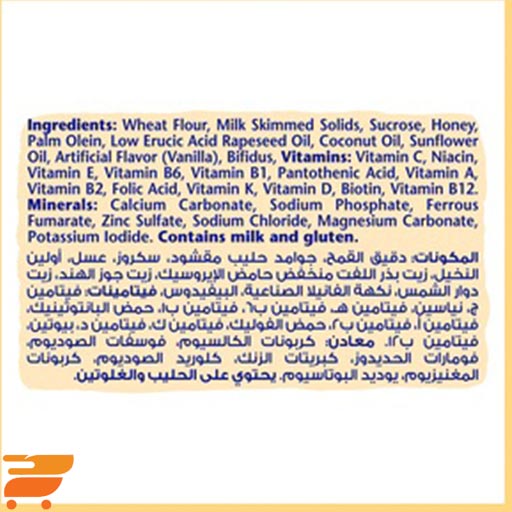 Ingredients: Wheat Flour, Milk Skimmed Solids, Sucrose, Honey,
Palm Olein, Low Erucic Acid Rapeseed Oil, Coconut Oil, Sunflower
Oil, Artificial Flavor (Vanilla), Bifidus, Vitamins: Vitamin C, Niacin,
Vitamin E, Vitamin B6, Vitamin B1, Pantothenic Acid, Vitamin A,
Vitamin B2, Folic Acid, Vitamin K, Vitamin D, Biotin, Vitamin B12.
Minerals: Calcium Carbonate, Sodium Phosphate, Ferrous
Fumarate, Zinc Sulfate, Sodium Chloride, Magnesium Carbonate,
Potassium Iodide. Contains milk and gluten.
المكونات: دقيق القمح، جوامد حليب مقشود، سكروز، عسل، أولين
النخيل، زيت بذر اللفت منخفض حامض الإيروسيك، زيت جوز الهند، زيت
دوار الشمس، نكهة الفانيلا الصناعية، البيفيدوس، فيتامينات: فيتامين
ج، نياسين، فيتامين هـ، فيتامين ب٦، فيتامين ب١، حمض البانتوثينيك،
فيتامين أ، فيتامين ب٢، حمض الفوليك، فيتامين ك، فيتامين د، بيوتين،
فيتامين ب١٢. معادن: كربونات الكالسيوم، فوسفات الصوديوم،
فومارات الحديدوز، كبريتات الزنك، كلوريد الصوديوم، كربونات
المغنيزيوم، يوديد البوتاسيوم. يحتوي على الحليب والغلوتين.